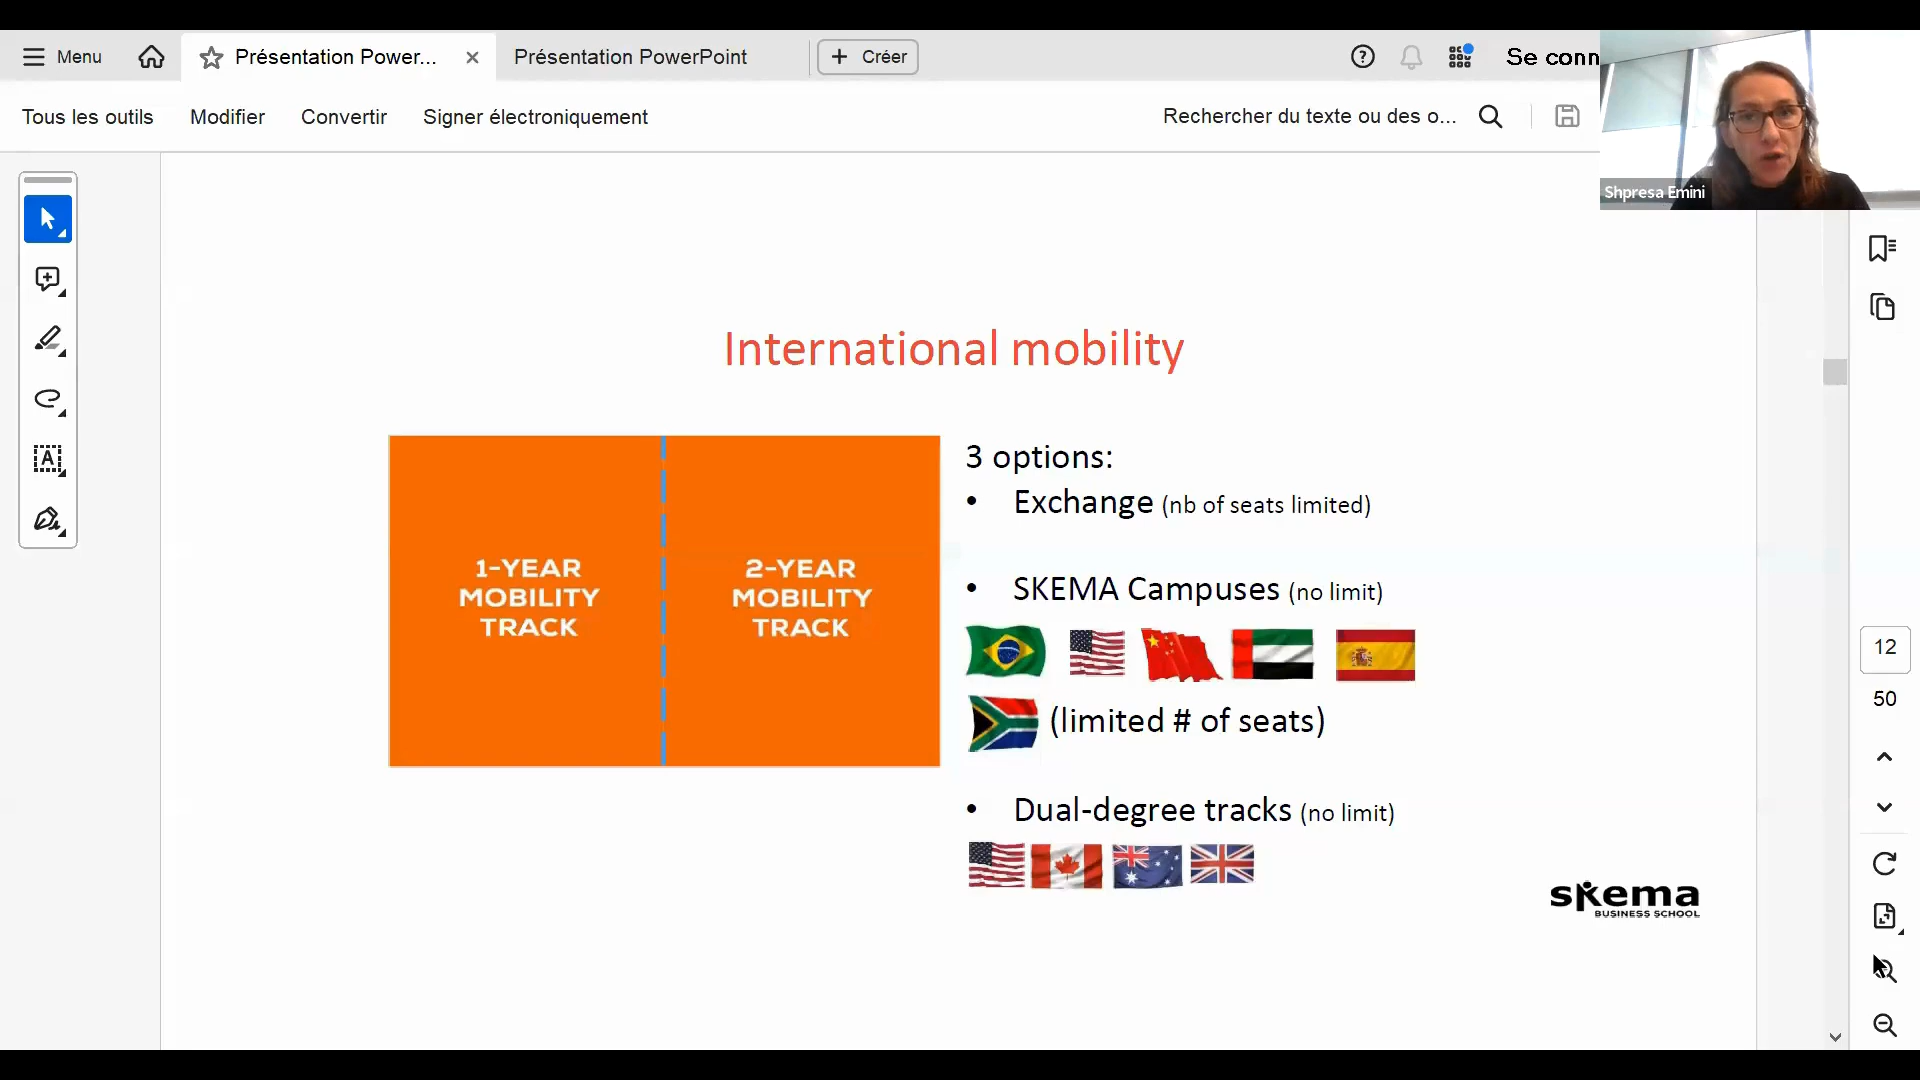 Menu
Présentation Power...
Présentation PowerPoint
Créer
Se conn
Tous les outils
Modifier
Convertir
Signer électroniquement
Rechercher du texte ou des o...
Shpresa Emini
International mobility
1-YEAR
MOBILITY
TRACK
2-YEAR
MOBILITY
TRACK
3 options:
• Exchange (nb of seats limited)
• SKEMA Campuses (no limit)
(limited # of seats)
• Dual-degree tracks (no limit)
skema
BUSINESS SCHOOL
12
50